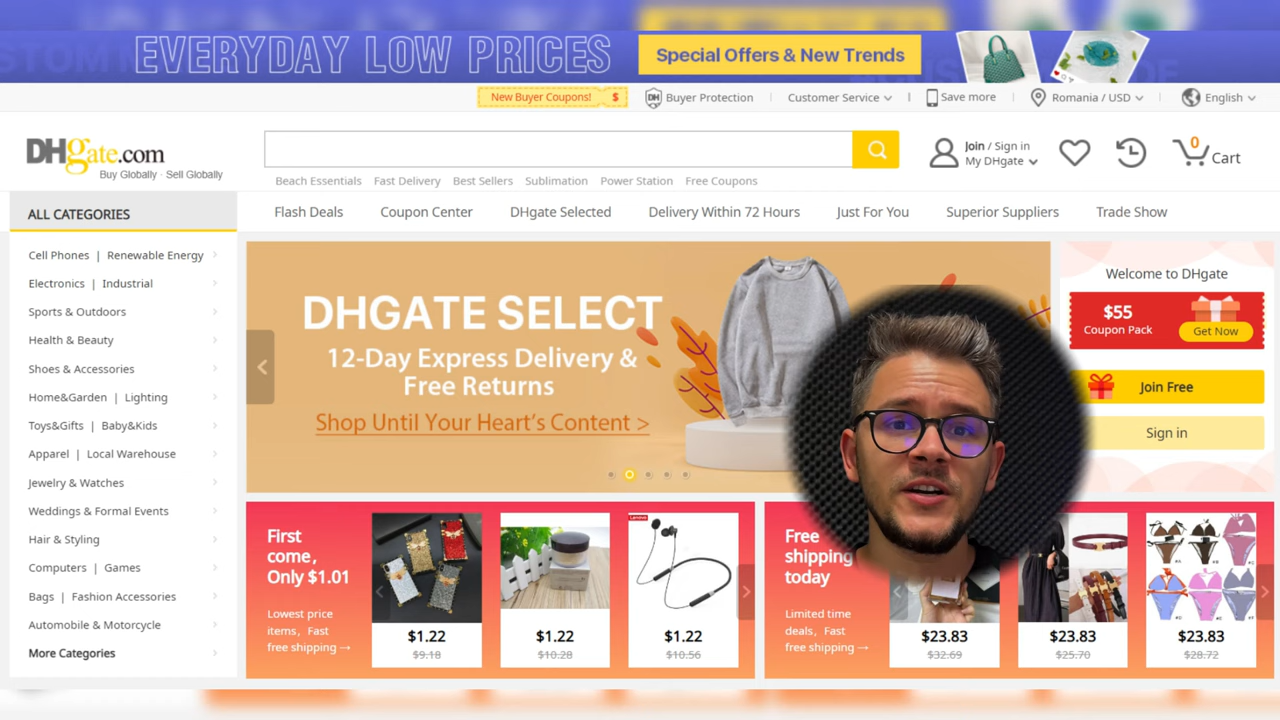 EVERYDAY LOW PRICES
Special Offers & New Trends
New Buyer Coupons! $
DH Buyer Protection
Customer Service
Save more
Romania / USD
English
DHgate.com
Buy Globally · Sell Globally
Join / Sign in
My DHgate
0
Cart
Beach Essentials Fast Delivery Best Sellers Sublimation Power Station Free Coupons
ALL CATEGORIES
Flash Deals Coupon Center DHgate Selected Delivery Within 72 Hours Just For You Superior Suppliers Trade Show
Cell Phones | Renewable Energy
Electronics | Industrial
Sports & Outdoors
Health & Beauty
Shoes & Accessories
Home&Garden | Lighting
Toys&Gifts | Baby&Kids
Apparel | Local Warehouse
Jewelry & Watches
Weddings & Formal Events
Hair & Styling
Computers | Games
Bags | Fashion Accessories
Automobile & Motorcycle
More Categories
DHGATE SELECT
12-Day Express Delivery &
Free Returns
Shop Until Your Heart's Content >
Welcome to DHgate
$55
Coupon Pack
Get Now
Join Free
Sign in
First
come,
Only $1.01
Lowest price
items, Fast
free shipping →
Lenovo
$1.22
$9.18
$1.22
$10.28
$1.22
$10.56
Free
shipping
today
Limited time
deals, Fast
free shipping →
$23.83
$32.69
$23.83
$25.70
$23.83
$28.72